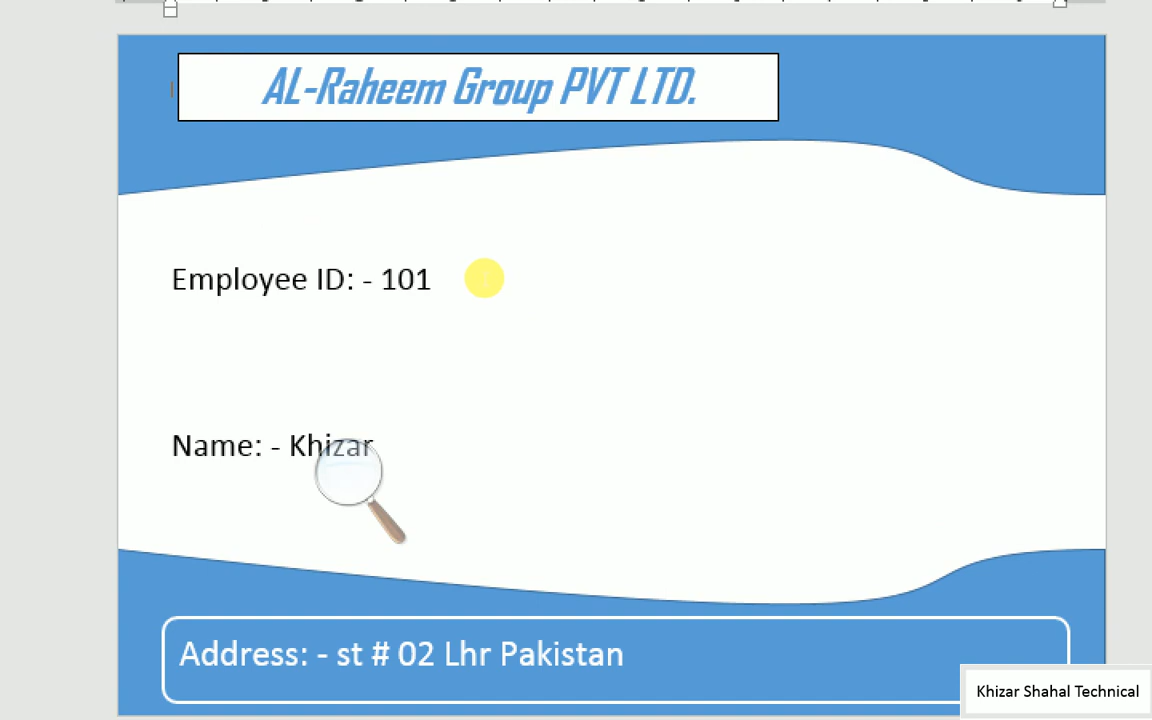 AL-Raheem Group PVT LTD.
Employee ID: - 101
Name: - Khizar
Address: - st # 02 Lhr Pakistan
Khizar Shahal Technical